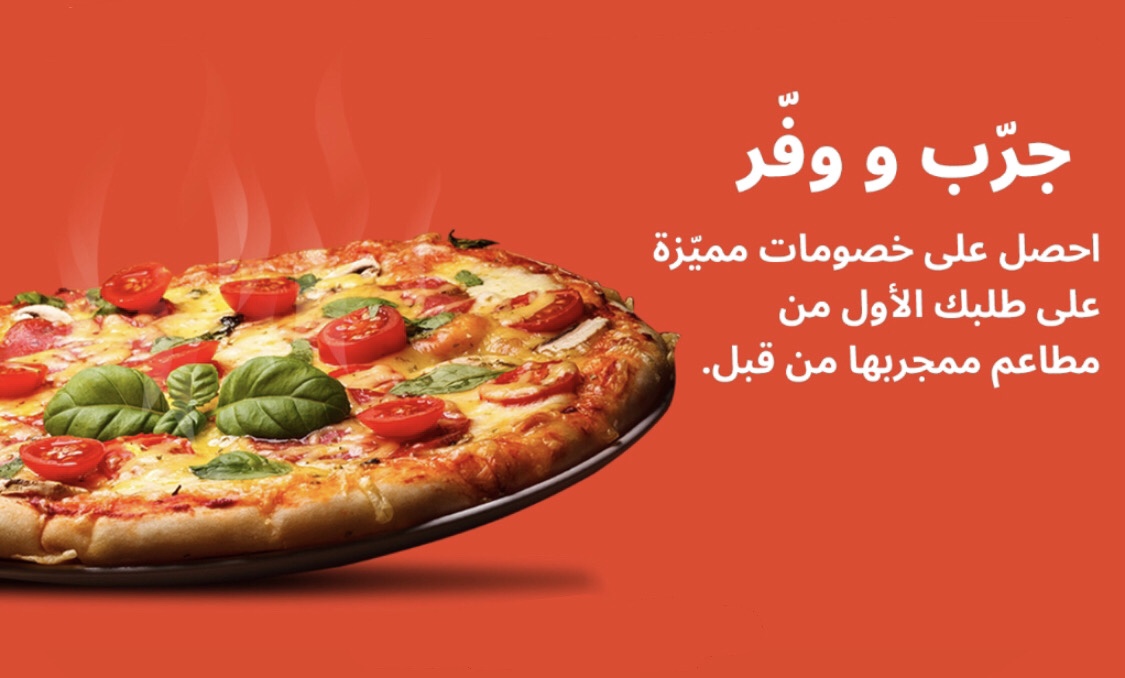 جرّب و وفّر
احصل على خصومات مميّزة
على طلبك الأول من
مطاعم ممجربها من قبل.